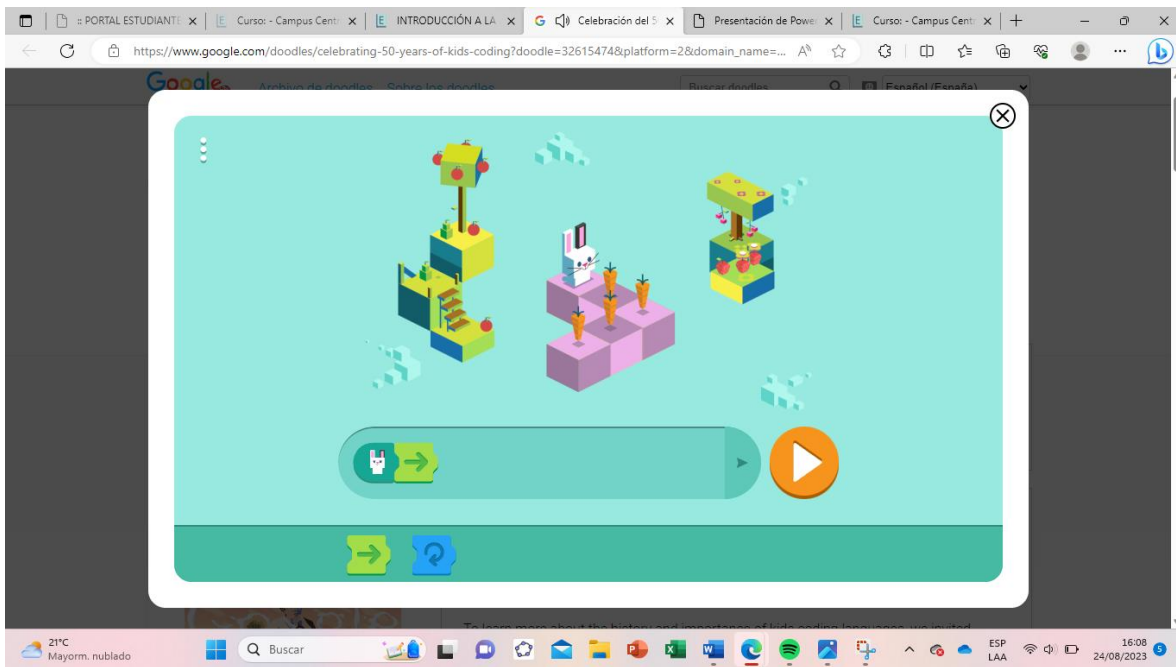 :: PORTAL ESTUDIANTE
Curso: - Campus Centr
INTRODUCCIÓN A LA
Celebración del 5
Presentación de Power
Curso: - Campus Centr
https://www.google.com/doodles/celebrating-50-years-of-kids-coding?doodle=32615474&platform=2&domain_name=...
Google
Archivo de doodles
Sobre los doodles
Buscar doodles
Español (España)
To learn more about the history and importance of kids coding languages, we invited
21°C
Mayorm. nublado
Buscar
ESP
LAA
16:08
24/08/2023
5